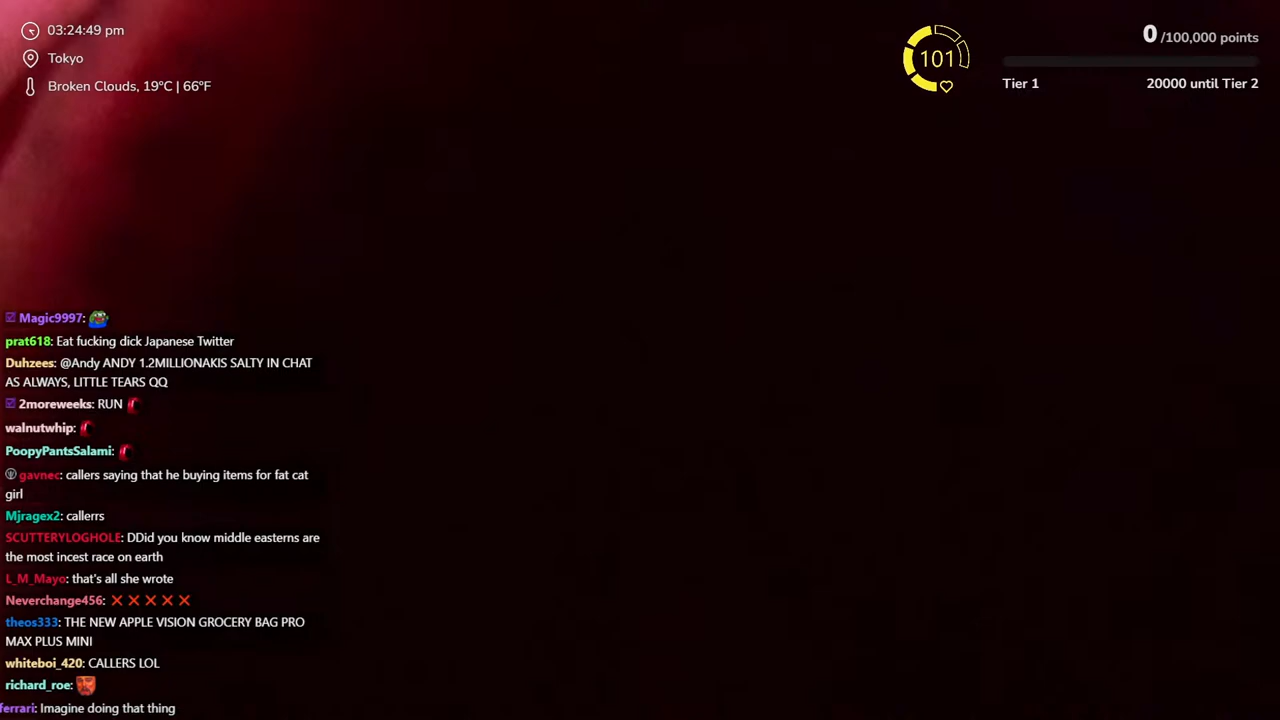 03:24:49 pm
Tokyo
Broken Clouds, 19°C | 66°F
101
0 /100,000 points
Tier 1
20000 until Tier 2
Magic9997:
prat618: Eat fucking dick Japanese Twitter
Duhzees: @Andy ANDY 1.2MILLIONAKIS SALTY IN CHAT
AS ALWAYS, LITTLE TEARS QQ
2moreweeks: RUN
walnutwhip:
PoopyPantsSalami:
gavnec: callers saying that he buying items for fat cat
girl
Mjragex2: callerrs
SCUTTERYLOGHOLE: DDid you know middle easterns are
the most incest race on earth
L_M_Mayo: that's all she wrote
Neverchange456: ❌ ❌ ❌ ❌ ❌
theos333: THE NEW APPLE VISION GROCERY BAG PRO
MAX PLUS MINI
whiteboi_420: CALLERS LOL
richard_roe:
ferrari: Imagine doing that thing